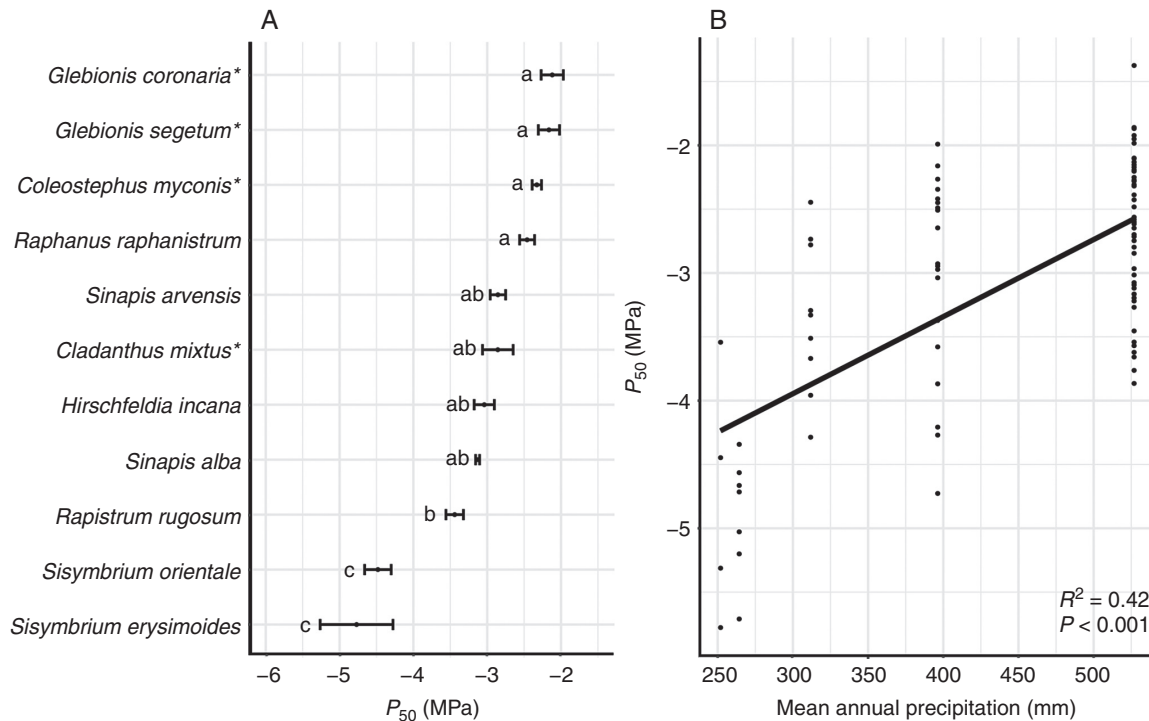 A
Glebionis coronaria*
a
Glebionis segetum*
a
Coleostephus myconis*
a
Raphanus raphanistrum
a
Sinapis arvensis
ab
Cladanthus mixtus*
ab
Hirschfeldia incana
ab
Sinapis alba
ab
Rapistrum rugosum
b
Sisymbrium orientale
c
Sisymbrium erysimoides
c
−6 −5 −4 −3 −2
P50 (MPa)
B
P50 (MPa)
−2
−3
−4
−5
R2 = 0.42
P < 0.001
250 300 350 400 450 500
Mean annual precipitation (mm)